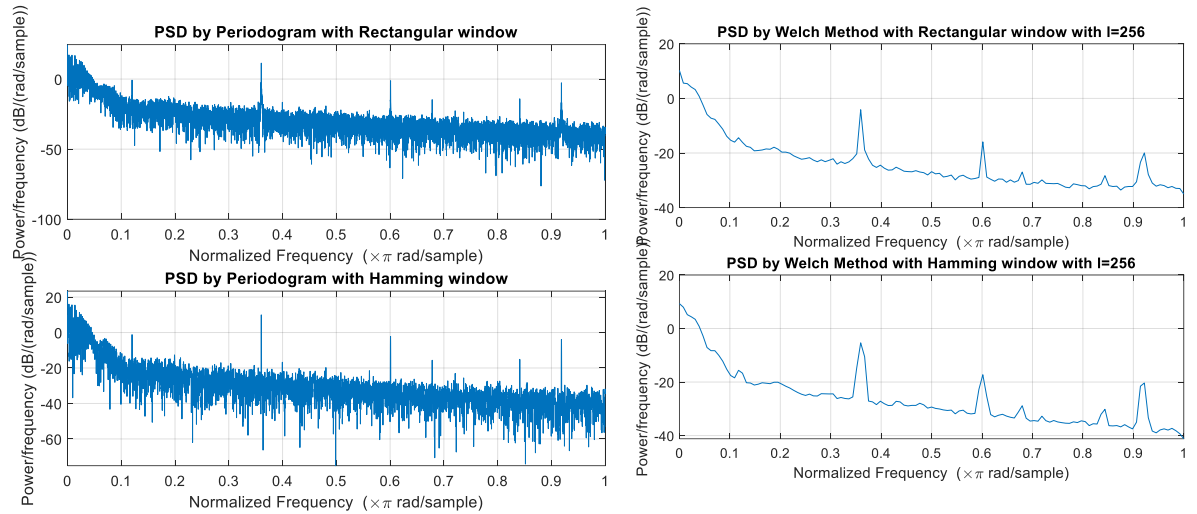 PSD by Periodogram with Rectangular window
Power/frequency (dB/(rad/sample))
0
-50
-100
0 0.1 0.2 0.3 0.4 0.5 0.6 0.7 0.8 0.9 1
Normalized Frequency (×π rad/sample)
PSD by Periodogram with Hamming window
Power/frequency (dB/(rad/sample))
20
0
-20
-40
-60
0 0.1 0.2 0.3 0.4 0.5 0.6 0.7 0.8 0.9 1
Normalized Frequency (×π rad/sample)
PSD by Welch Method with Rectangular window with l=256
Power/frequency (dB/(rad/sample))
20
0
-20
-40
0 0.1 0.2 0.3 0.4 0.5 0.6 0.7 0.8 0.9 1
Normalized Frequency (×π rad/sample)
PSD by Welch Method with Hamming window with l=256
Power/frequency (dB/(rad/sample))
20
0
-20
-40
0 0.1 0.2 0.3 0.4 0.5 0.6 0.7 0.8 0.9 1
Normalized Frequency (×π rad/sample)